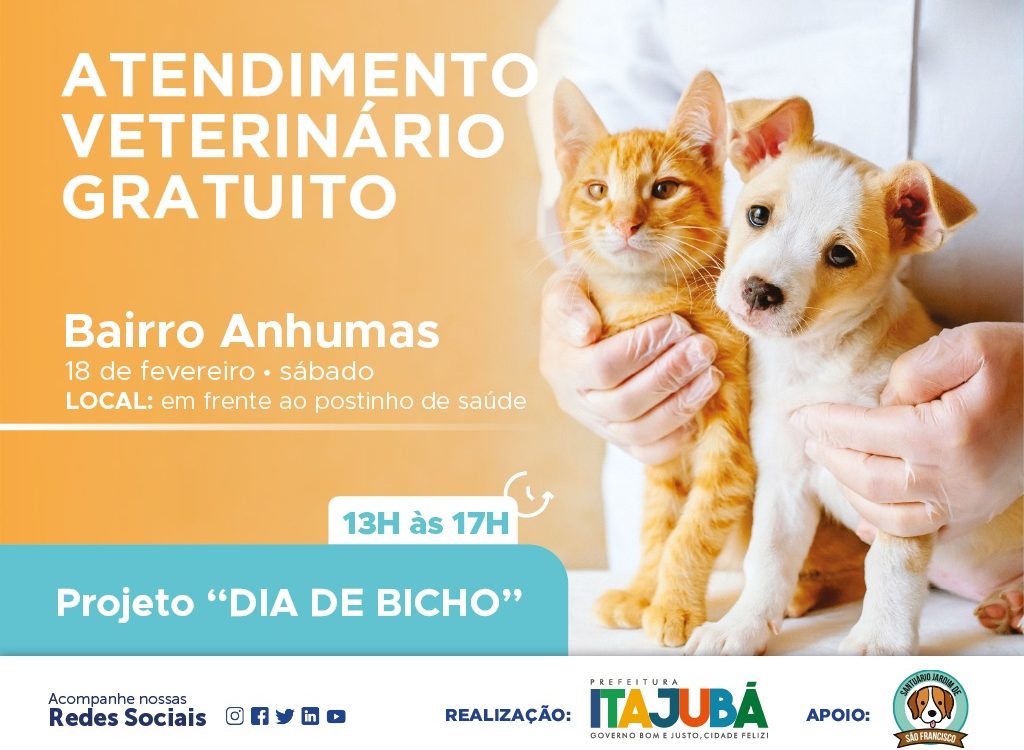 ATENDIMENTO
VETERINÁRIO
GRATUITO
Bairro Anhumas
18 de fevereiro • sábado
LOCAL: em frente ao postinho de saúde
13H às 17H
Projeto “DIA DE BICHO”
Acompanhe nossas
Redes Sociais
REALIZAÇÃO:
PREFEITURA
ITAJUBÁ
GOVERNO BOM E JUSTO, CIDADE FELIZ!
APOIO:
SANTUÁRIO JARDIM DE
SÃO FRANCISCO